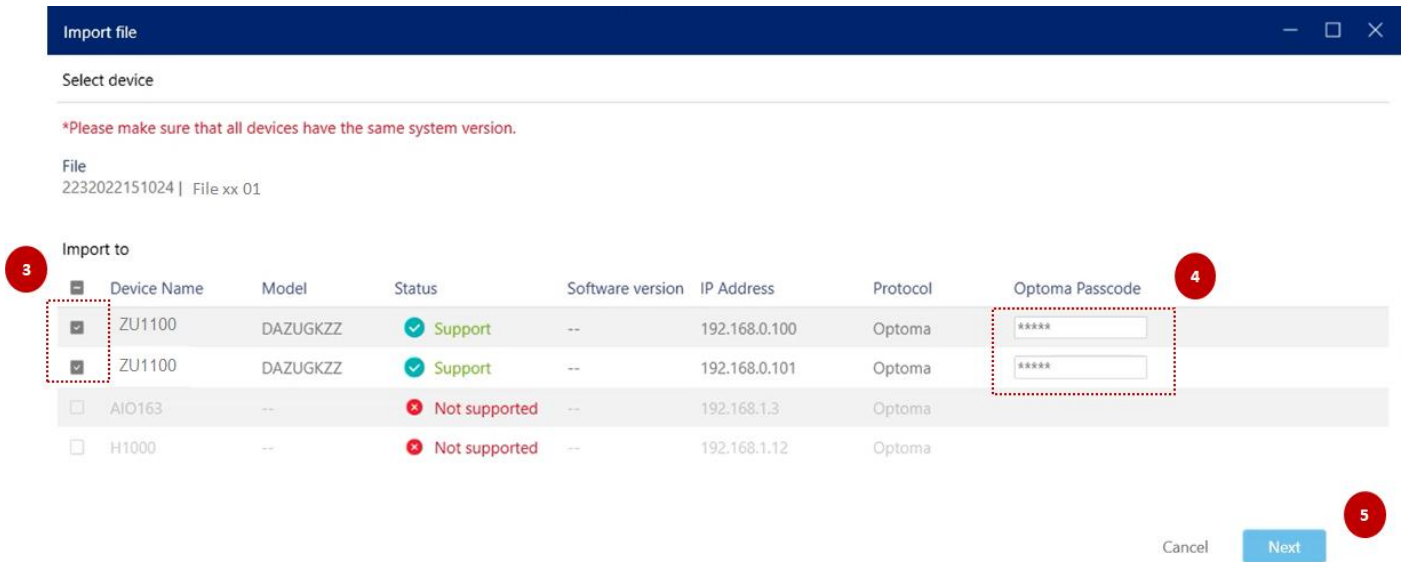 Import file
Select device
*Please make sure that all devices have the same system version.
File
2232022151024 | File xx 01
Import to
3
Device Name Model Status Software version IP Address Protocol Optoma Passcode
4
ZU1100 DAZUGKZZ Support -- 192.168.0.100 Optoma *****
ZU1100 DAZUGKZZ Support -- 192.168.0.101 Optoma *****
AIO163 -- Not supported -- 192.168.1.3 Optoma
H1000 -- Not supported -- 192.168.1.12 Optoma
5
Cancel Next